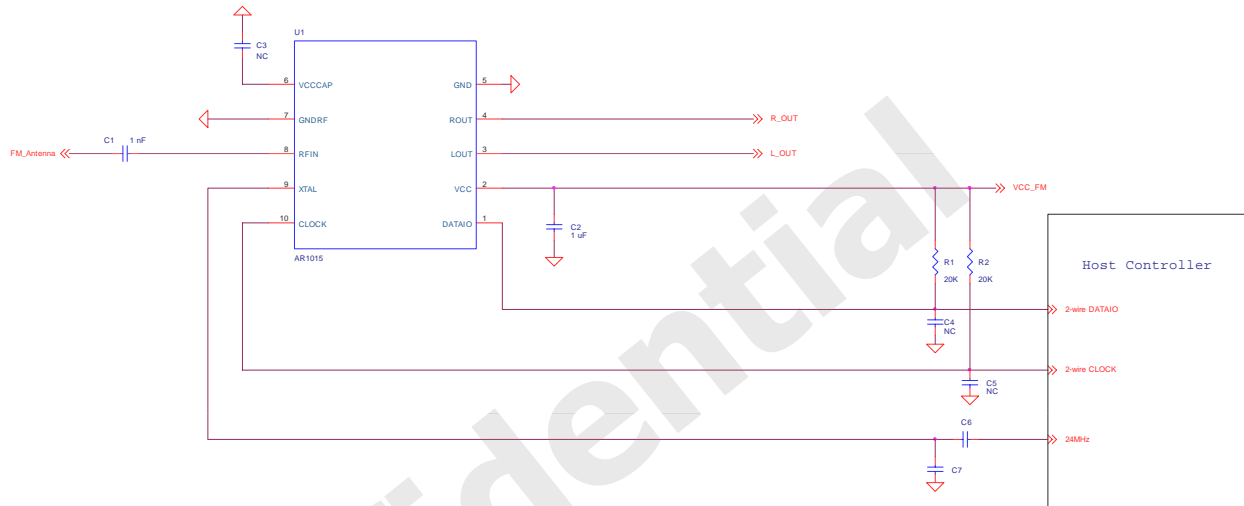 U1
C3
NC
6
VCCCAP
GND
5
7
GNDRF
ROUT
4
R_OUT
C1
1 nF
FM_Antenna
8
RFIN
LOUT
3
L_OUT
9
XTAL
VCC
2
VCC_FM
10
CLOCK
DATAIO
1
C2
1 uF
AR1015
R1
20K
R2
20K
Host Controller
2-wire DATAIO
C4
NC
2-wire CLOCK
C5
NC
C6
24MHz
C7
fidential